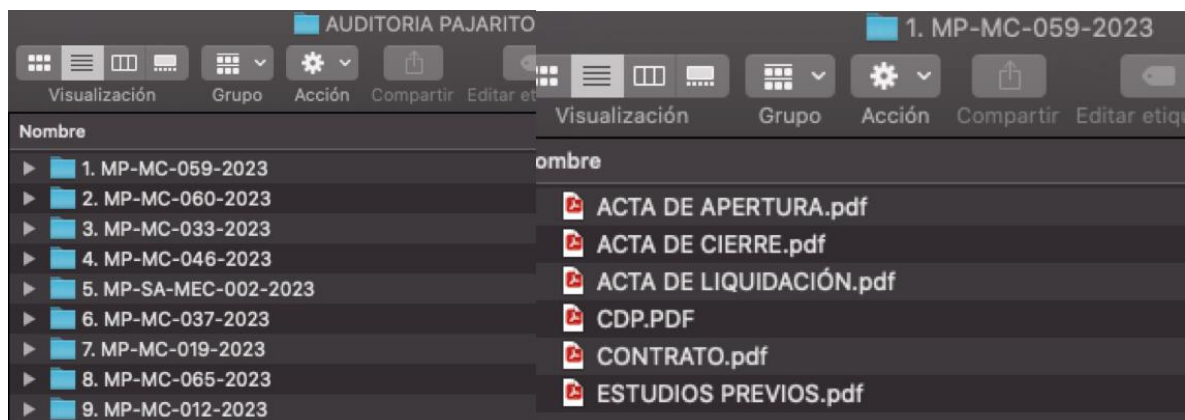 AUDITORIA PAJARITO
Visualización Grupo Acción Compartir Editar et
Nombre
1. MP-MC-059-2023
2. MP-MC-060-2023
3. MP-MC-033-2023
4. MP-MC-046-2023
5. MP-SA-MEC-002-2023
6. MP-MC-037-2023
7. MP-MC-019-2023
8. MP-MC-065-2023
9. MP-MC-012-2023
1. MP-MC-059-2023
Visualización Grupo Acción Compartir Editar etiqu
ombre
ACTA DE APERTURA.pdf
ACTA DE CIERRE.pdf
ACTA DE LIQUIDACIÓN.pdf
CDP.PDF
CONTRATO.pdf
ESTUDIOS PREVIOS.pdf